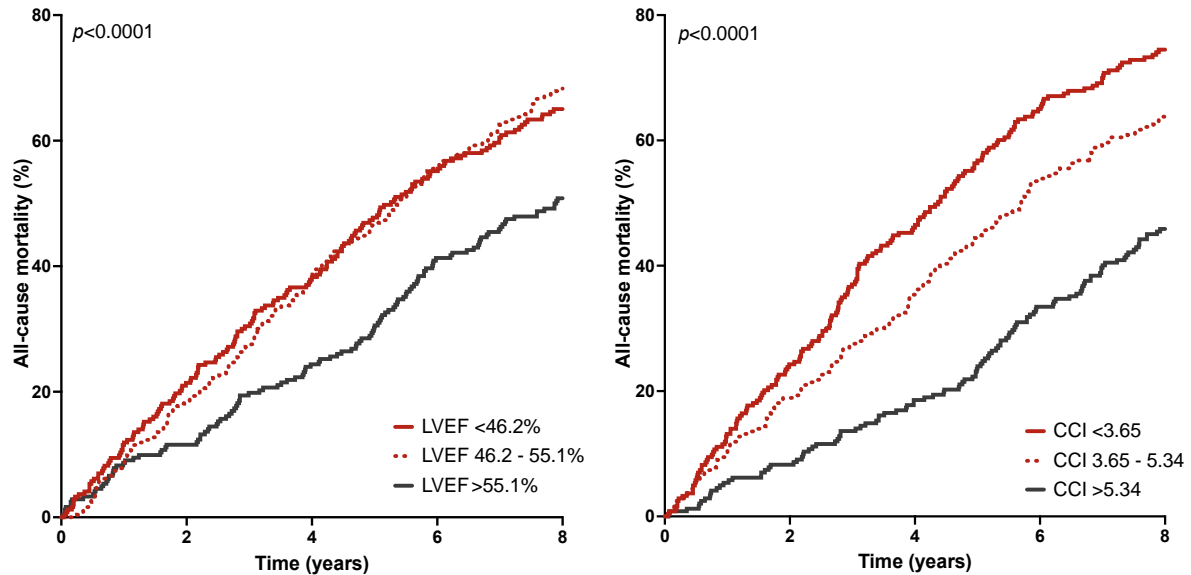 p<0.0001
All-cause mortality (%)
80
60
40
20
0
LVEF <46.2%
LVEF 46.2 - 55.1%
LVEF >55.1%
0 2 4 6 8
Time (years)
p<0.0001
All-cause mortality (%)
80
60
40
20
0
CCI <3.65
CCI 3.65 - 5.34
CCI >5.34
0 2 4 6 8
Time (years)